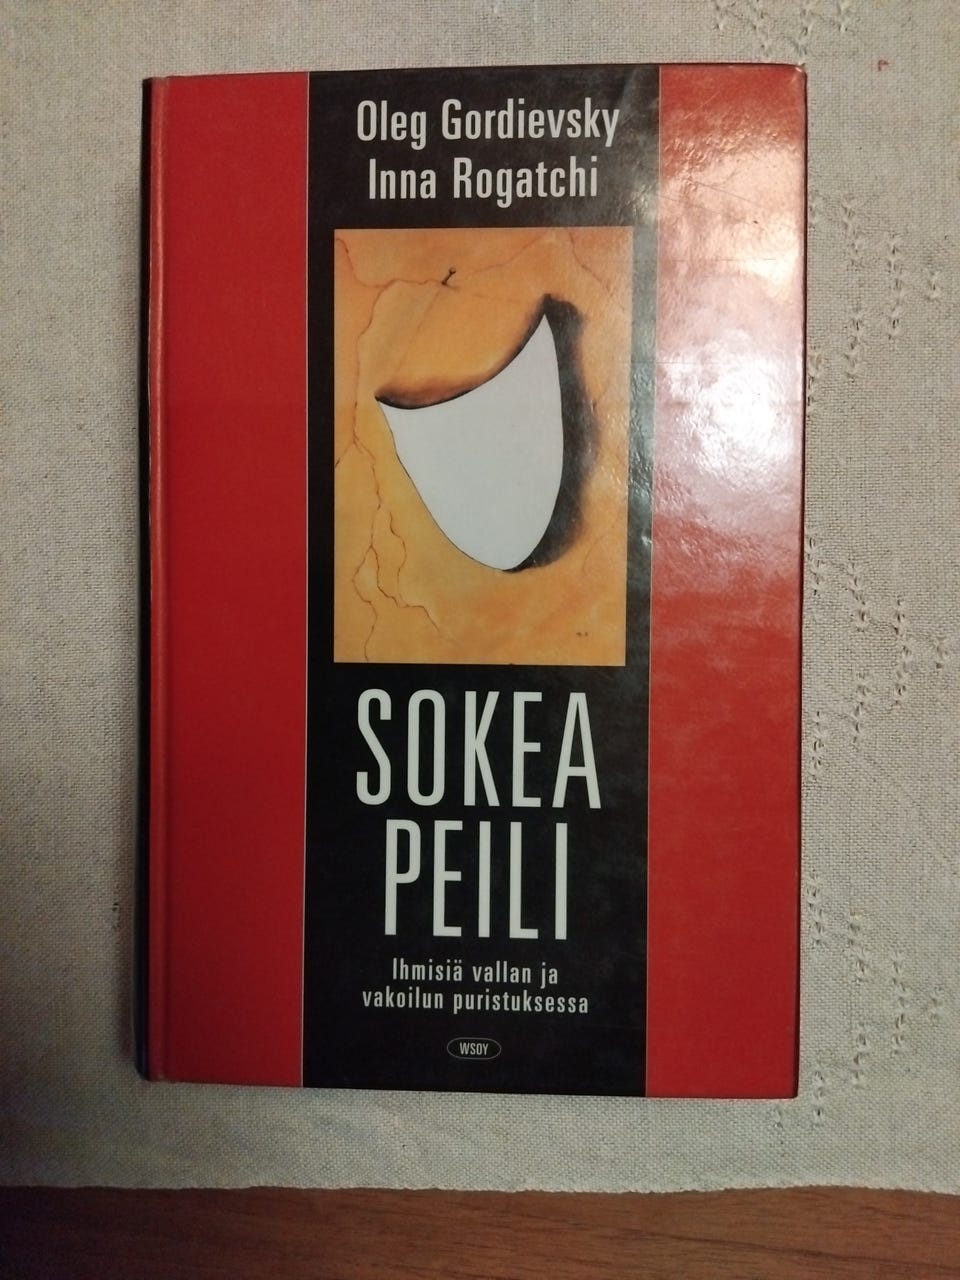 Oleg Gordievsky
Inna Rogatchi
SOKEA
PEILI
Ihmisiä vallan ja
vakoilun puristuksessa
WSOY